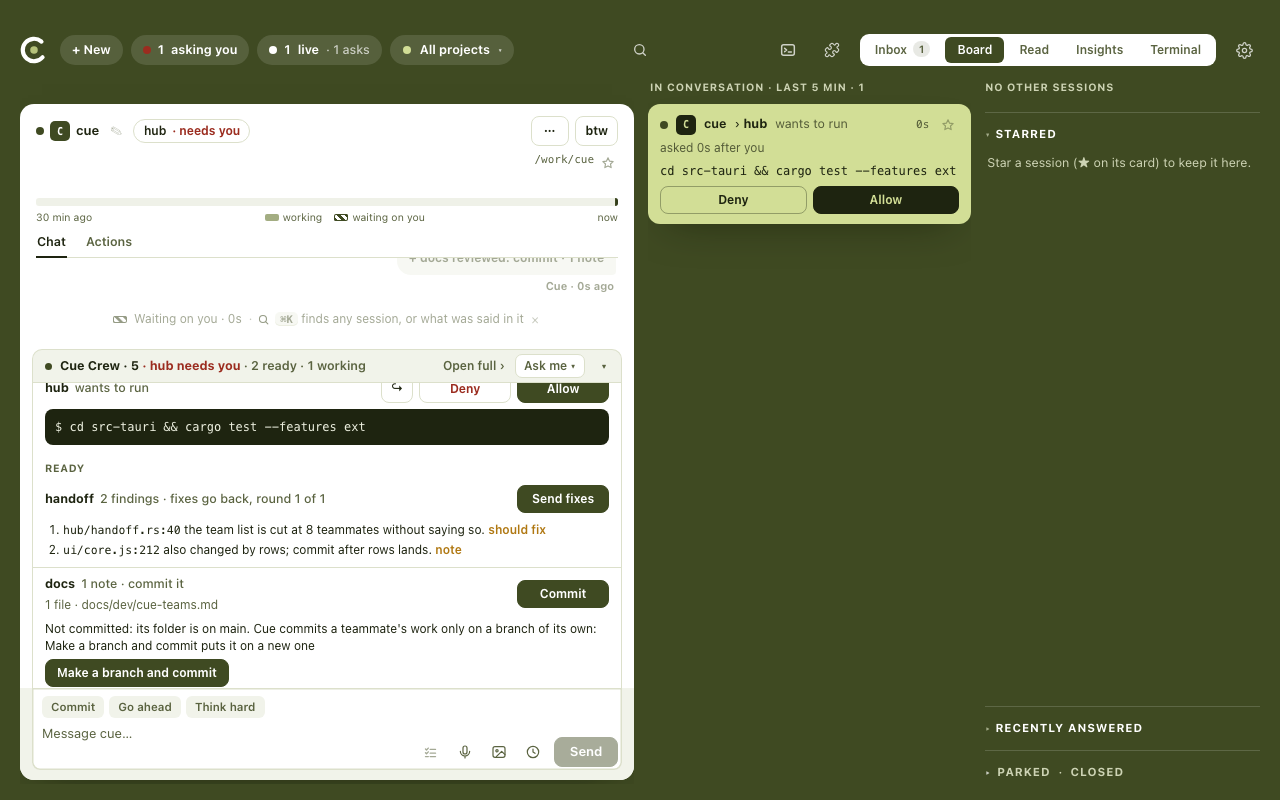 + New
1 asking you
1 live · 1 asks
All projects ·
Inbox 1
Board
Read
Insights
Terminal
IN CONVERSATION · LAST 5 MIN · 1
NO OTHER SESSIONS
C cue
hub · needs you
···
btw
/work/cue
30 min ago
working
waiting on you
now
Chat
Actions
+ docs reviewed: commit · 1 note
Cue · 0s ago
Waiting on you · 0s · ⌘K finds any session, or what was said in it ×
Cue Crew · 5 · hub needs you · 2 ready · 1 working
Open full ›
Ask me ▾
hub wants to run
Deny
Allow
$ cd src-tauri && cargo test --features ext
READY
handoff 2 findings · fixes go back, round 1 of 1
Send fixes
1. hub/handoff.rs:40 the team list is cut at 8 teammates without saying so. should fix
2. ui/core.js:212 also changed by rows; commit after rows lands. note
docs 1 note · commit it
1 file · docs/dev/cue-teams.md
Commit
Not committed: its folder is on main. Cue commits a teammate's work only on a branch of its own:
Make a branch and commit puts it on a new one
Make a branch and commit
Commit
Go ahead
Think hard
Message cue...
Send
C cue › hub wants to run 0s
asked 0s after you
cd src-tauri && cargo test --features ext
Deny
Allow
STARRED
Star a session (★ on its card) to keep it here.
RECENTLY ANSWERED
PARKED · CLOSED